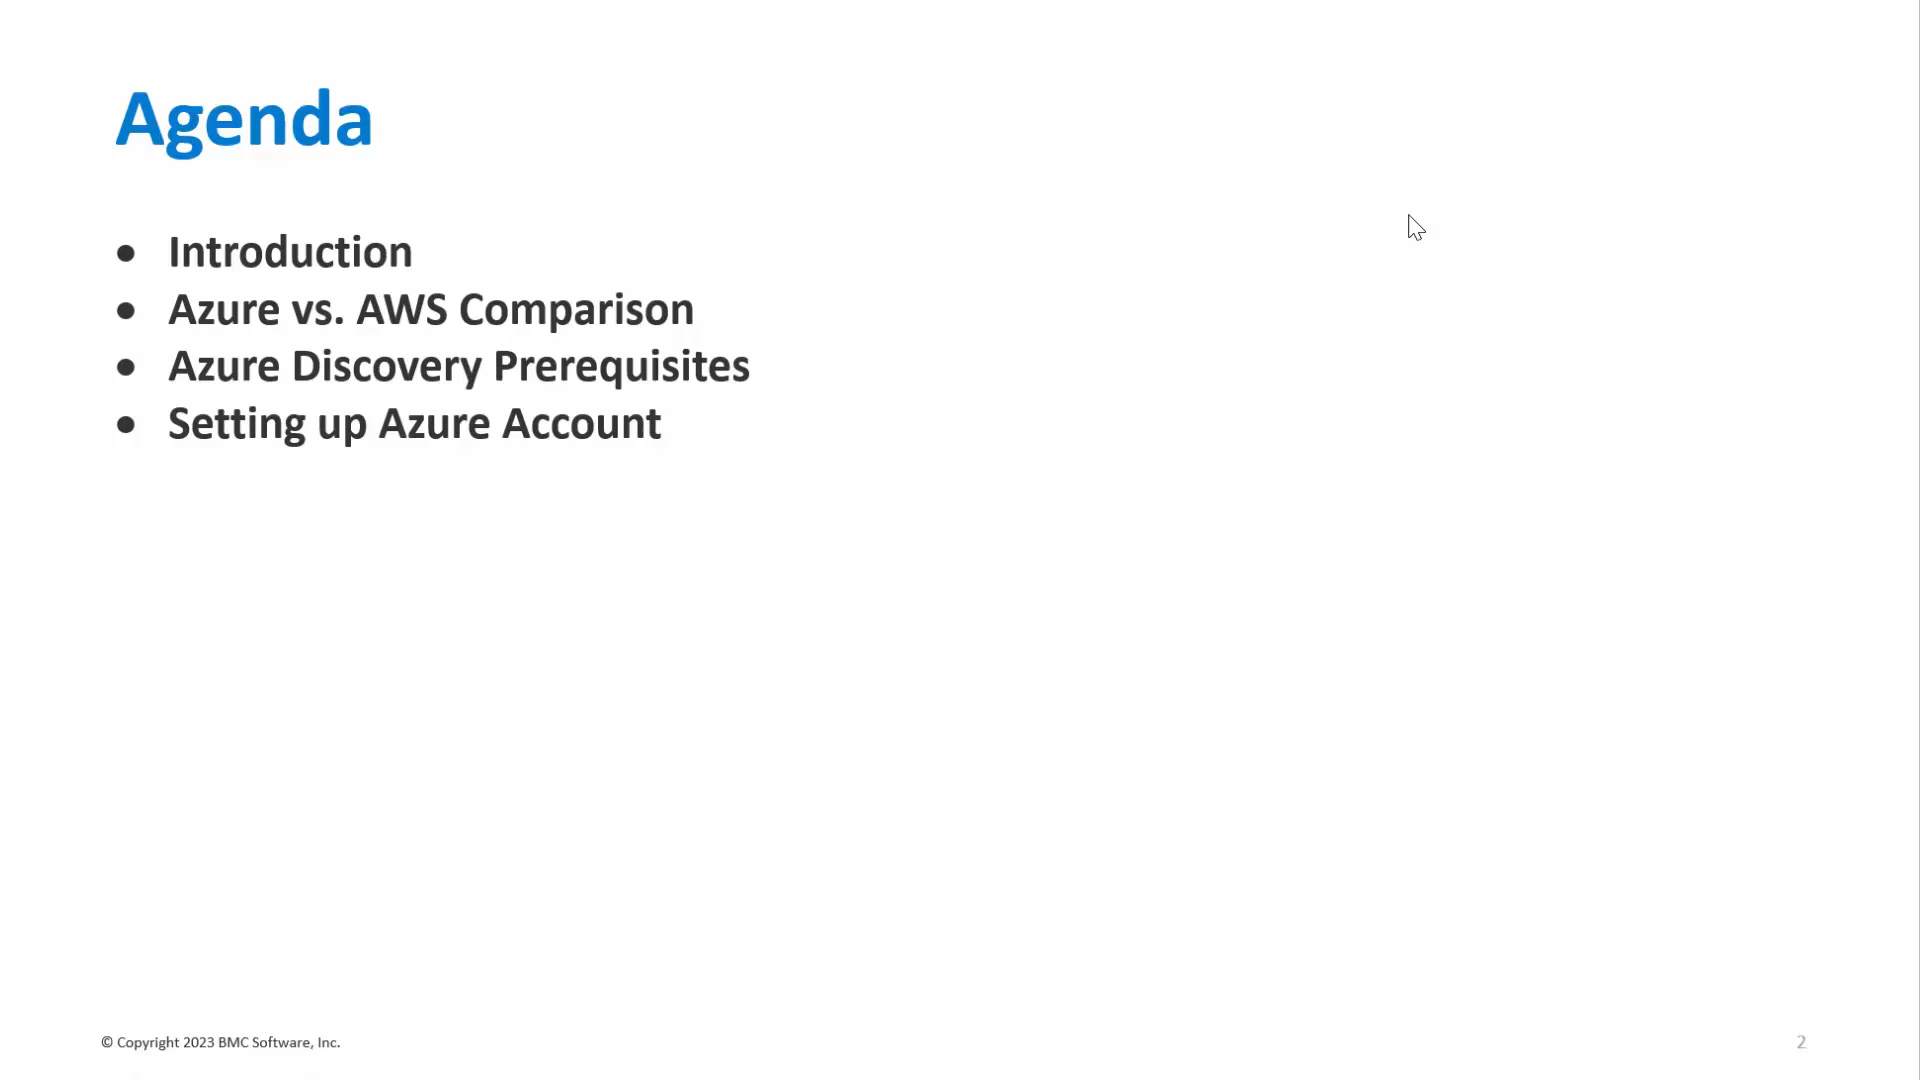 Agenda
• Introduction
• Azure vs. AWS Comparison
• Azure Discovery Prerequisites
• Setting up Azure Account
© Copyright 2023 BMC Software, Inc.
2